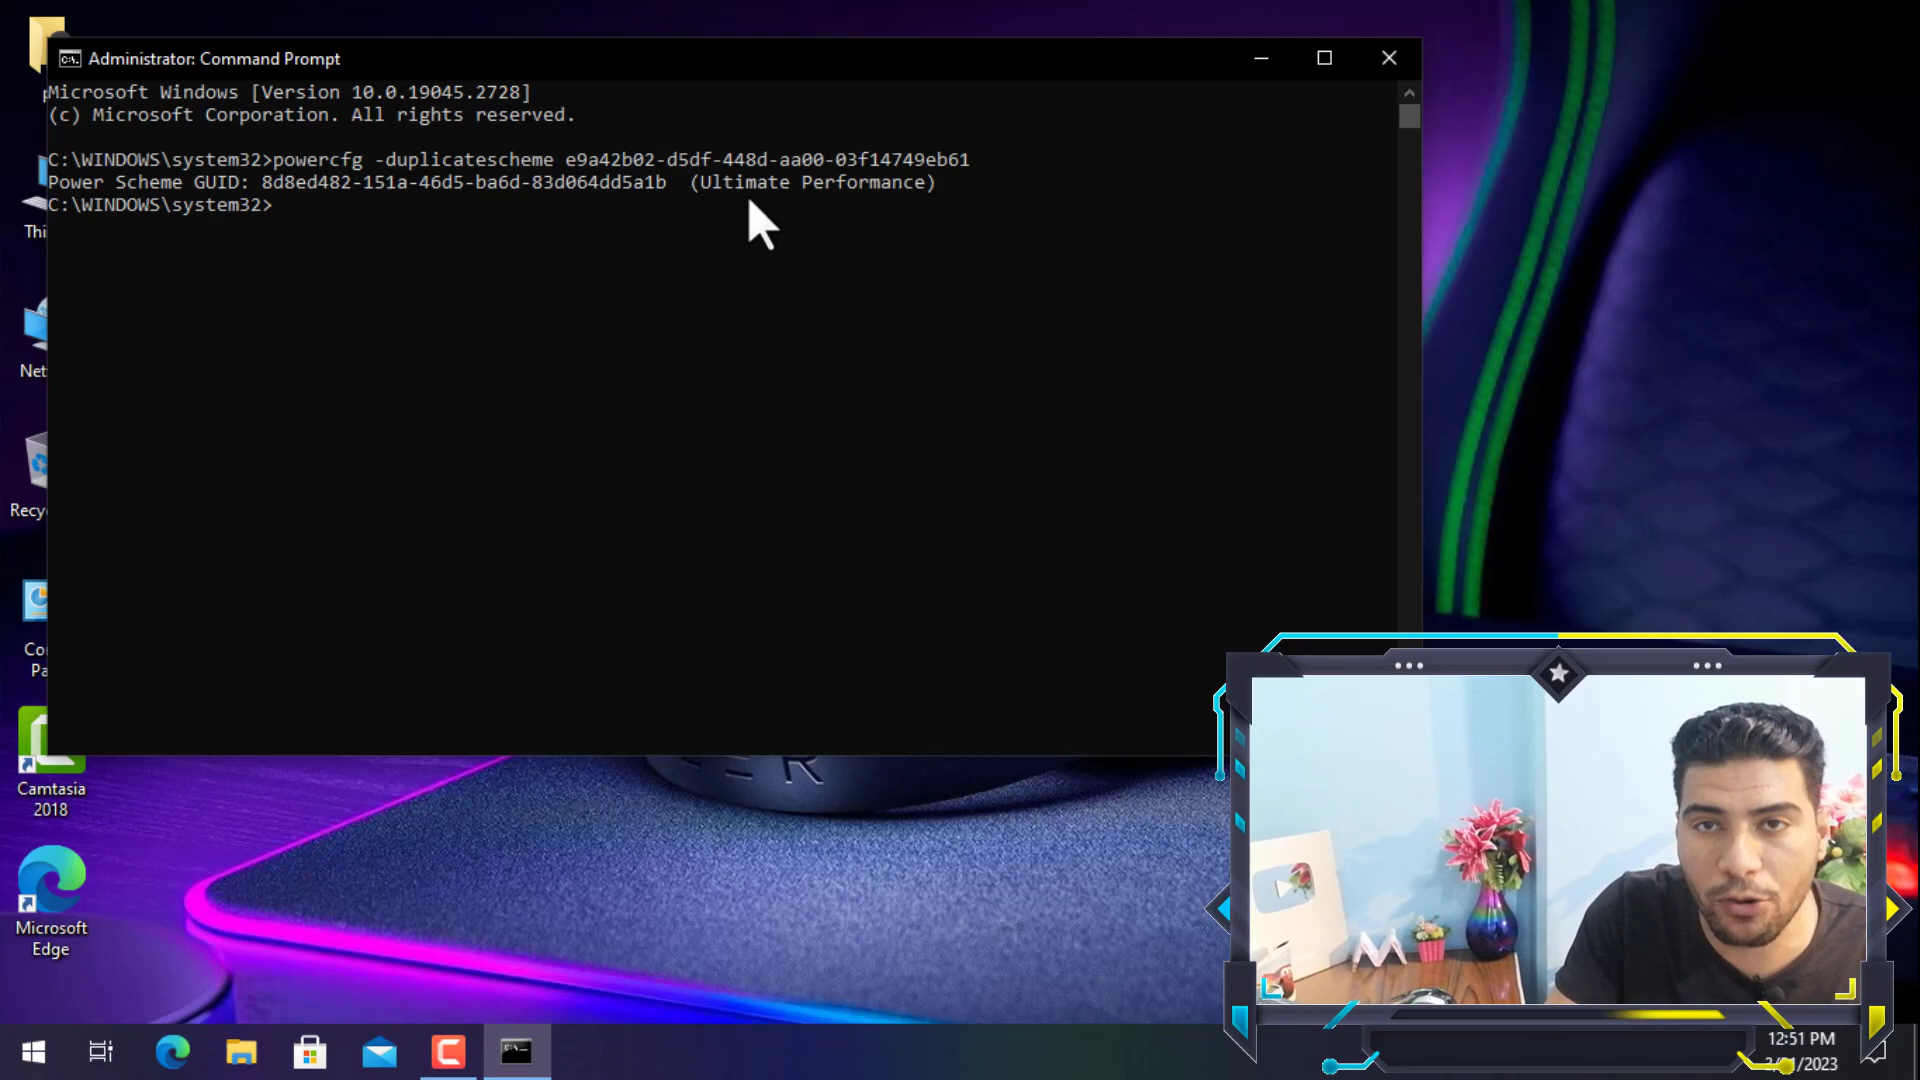 Administrator: Command Prompt
Microsoft Windows [Version 10.0.19045.2728]
(c) Microsoft Corporation. All rights reserved.
C:\WINDOWS\system32>powercfg -duplicatescheme e9a42b02-d5df-448d-aa00-03f14749eb61
Power Scheme GUID: 8d8ed482-151a-46d5-ba6d-83d064dd5a1b (Ultimate Performance)
C:\WINDOWS\system32>
Thi
Net
Recy
Co
Pa
Camtasia
2018
Microsoft
Edge
12:51 PM